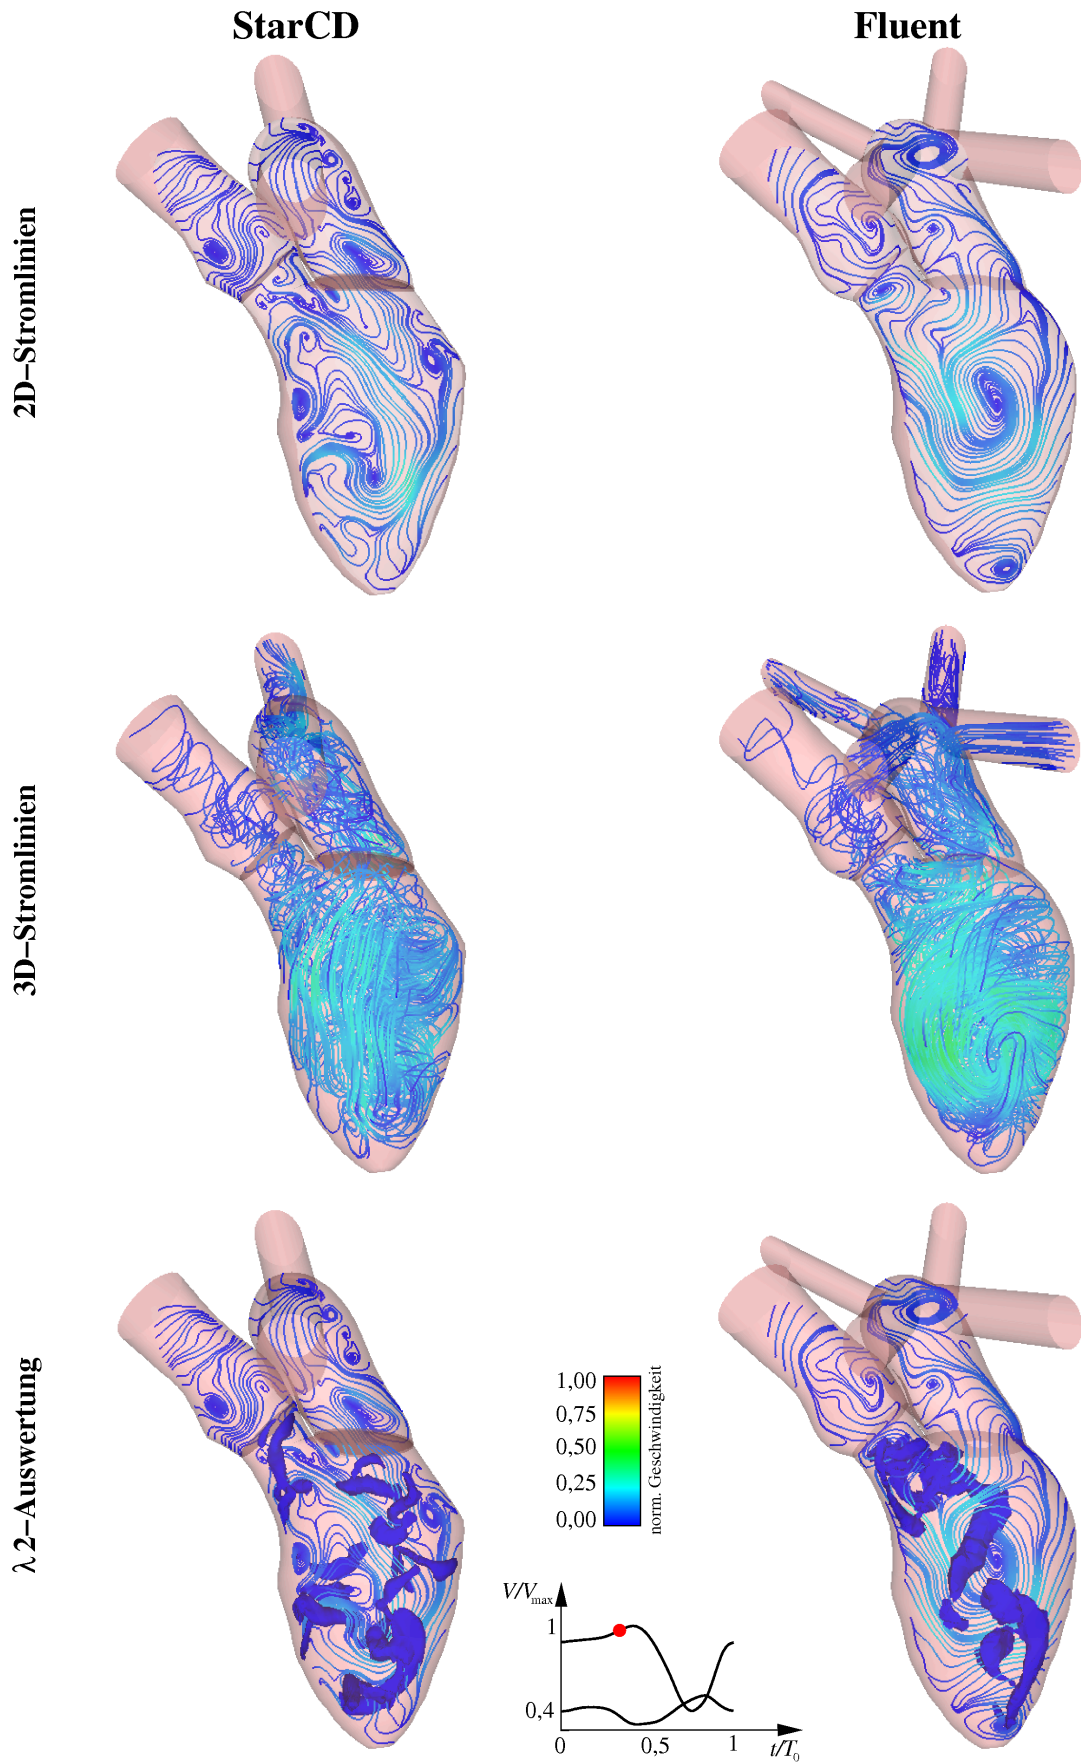 StarCD
Fluent
2D-Stromlinien
3D-Stromlinien
λ2-Auswertung
1,00
0,75
0,50
0,25
0,00
norm. Geschwindigkeit
V/Vmax
1
0,4
0
0,5
1
t/T0